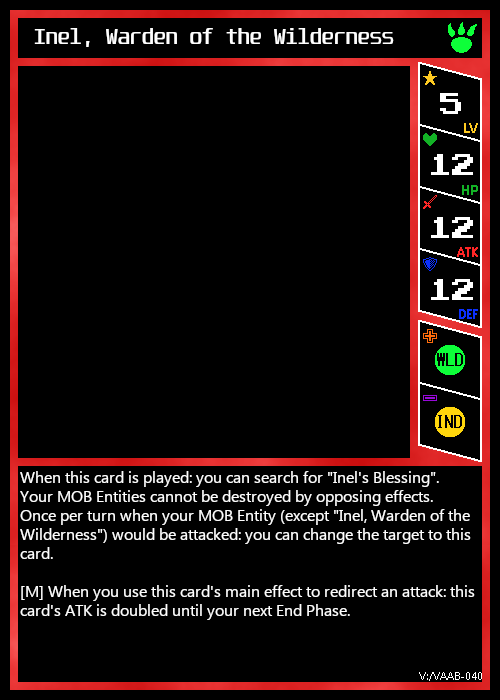 Inel, Warden of the Wilderness
5
LV
12
HP
12
ATK
12
DEF
WLD
IND
When this card is played: you can search for "Inel's Blessing".
Your MOB Entities cannot be destroyed by opposing effects.
Once per turn when your MOB Entity (except "Inel, Warden of the
Wilderness") would be attacked: you can change the target to this
card.
[M] When you use this card's main effect to redirect an attack: this
card's ATK is doubled until your next End Phase.
V:/VAAB-040